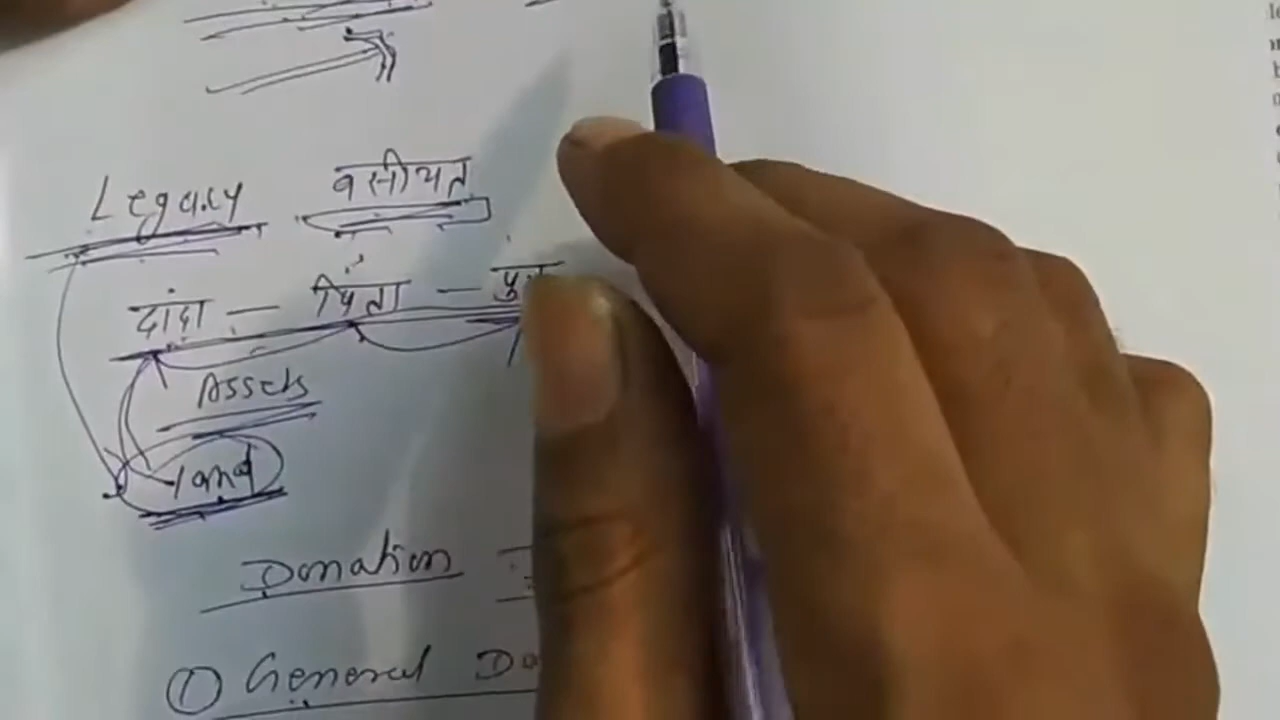 Legacy वसीयत
दादा — पिता —
Assets
Land
Donation
① General